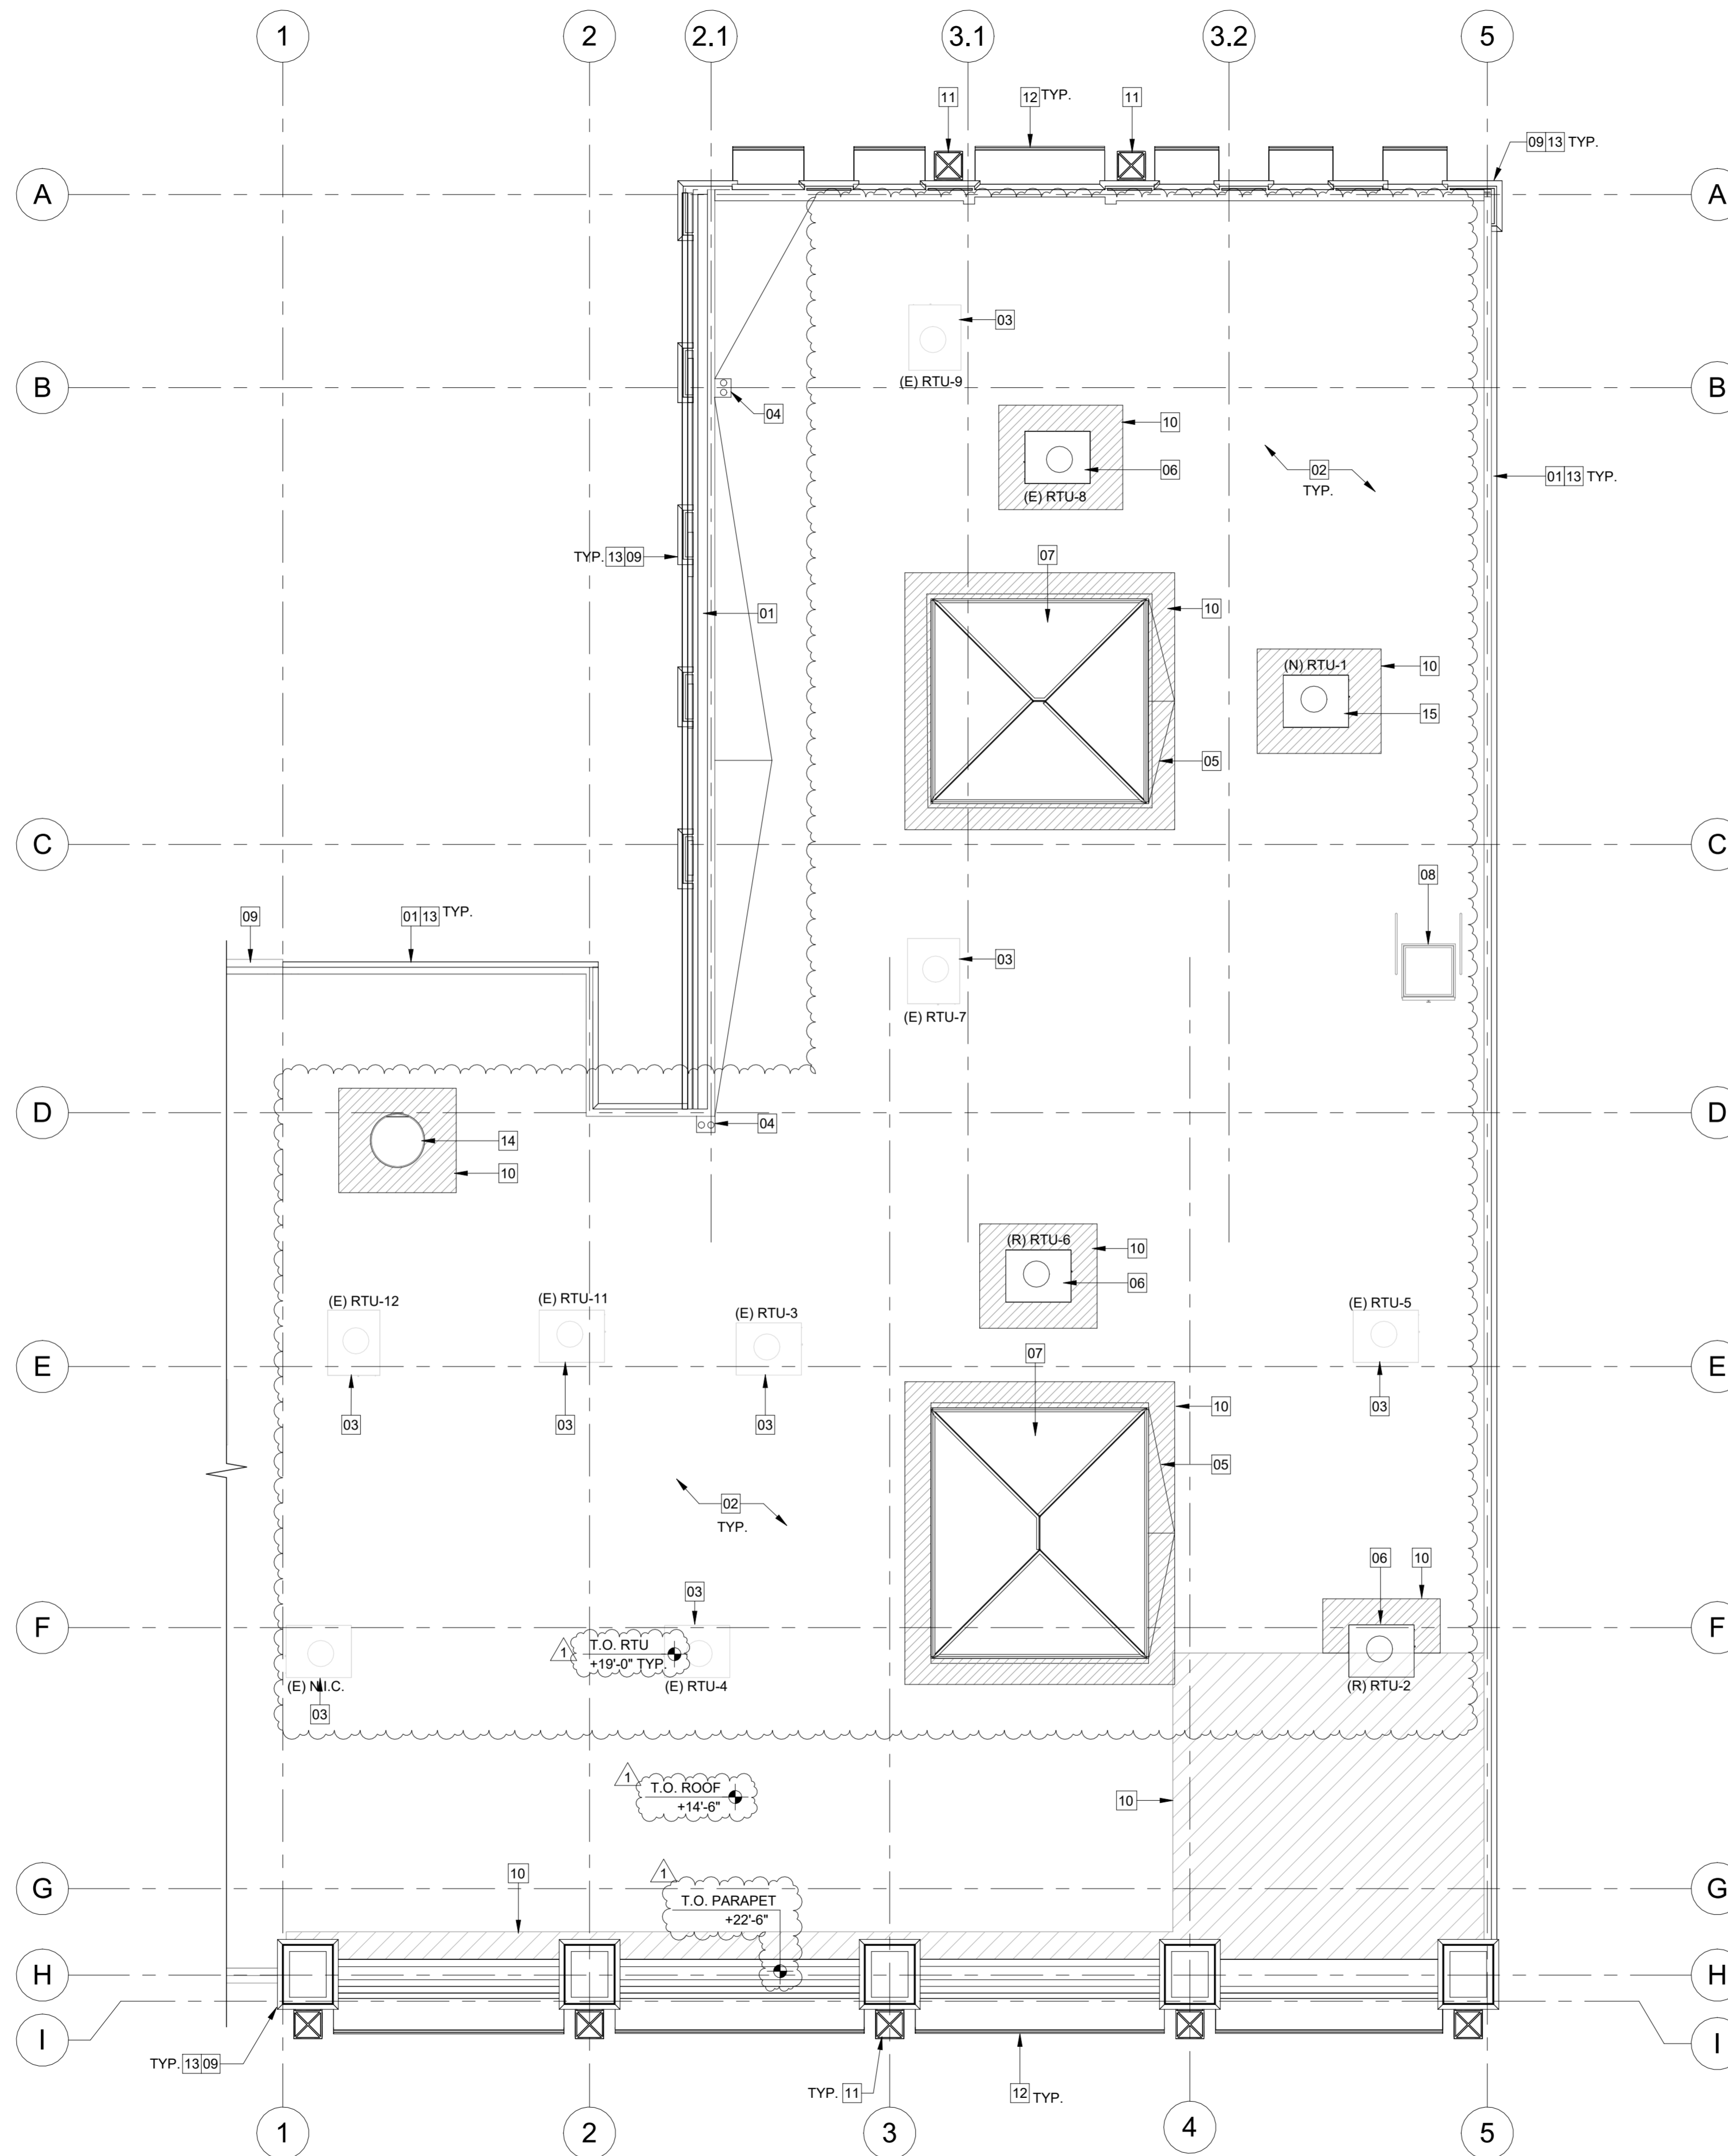 1 2 2.1 3.1 3.2 5
11 12 TYP. 11
09 13 TYP.
A A
03
(E) RTU-9
B B
04
10
06
(E) RTU-8
02
TYP.
01 13 TYP.
TYP. 13 09
07
01
10
(N) RTU-1
10
15
05
C C
08
09
01 13 TYP.
03
(E) RTU-7
D D
04
14
10
(R) RTU-6
10
06
(E) RTU-12
(E) RTU-11
(E) RTU-3
(E) RTU-5
E E
07
03
03
03
03
10
05
02
TYP.
06 10
03
F F
1
T.O. RTU
+19'-0" TYP.
(E) N.I.C.
(E) RTU-4
(R) RTU-2
03
1
T.O. ROOF
+14'-6"
10
10
1
T.O. PARAPET
+22'-6"
G G
H H
I I
TYP. 13 09
TYP. 11
12 TYP.
1 2 3 4 5